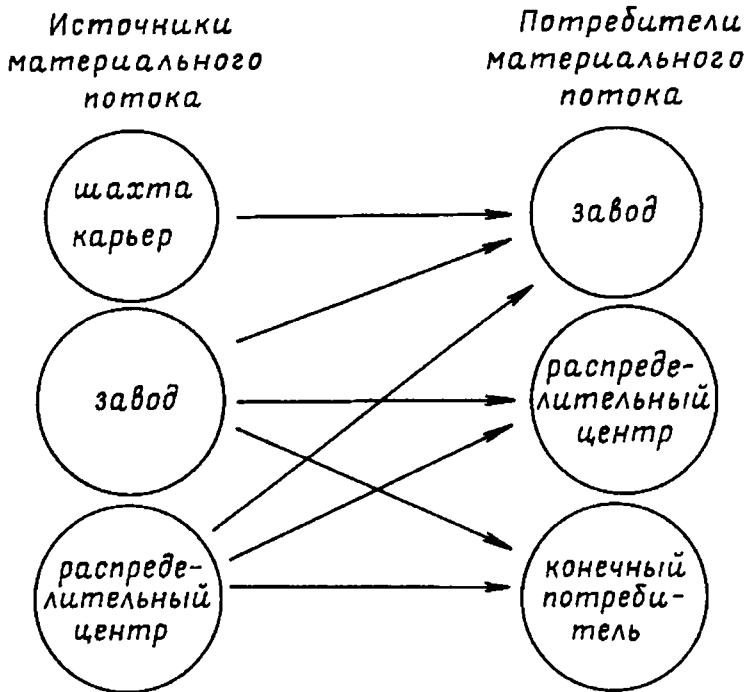 Источники
материального
потока
Потребители
материального
потока
шахта
карьер
завод
завод
распреде-
лительный
центр
распреде-
лительный
центр
конечный
потреби-
тель